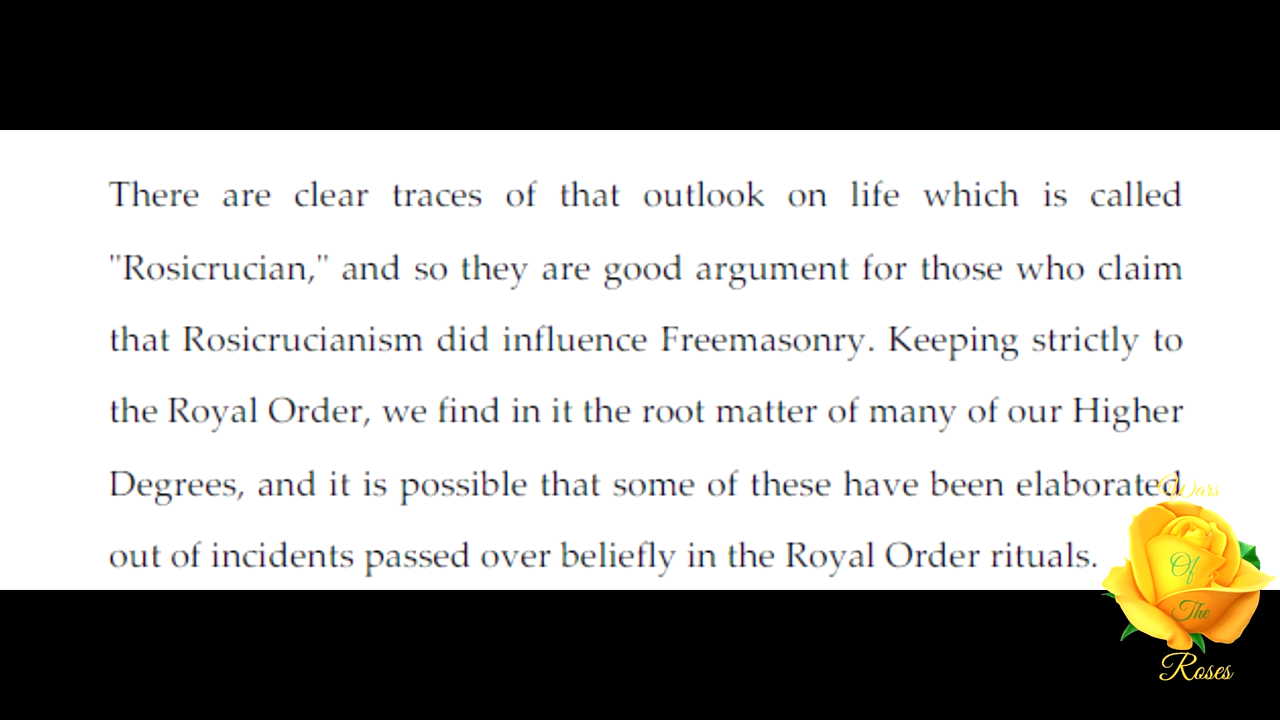 There are clear traces of that outlook on life which is called
"Rosicrucian," and so they are good argument for those who claim
that Rosicrucianism did influence Freemasonry. Keeping strictly to
the Royal Order, we find in it the root matter of many of our Higher
Degrees, and it is possible that some of these have been elaborated
out of incidents passed over beliefly in the Royal Order rituals.
Wars
Of
The
Roses